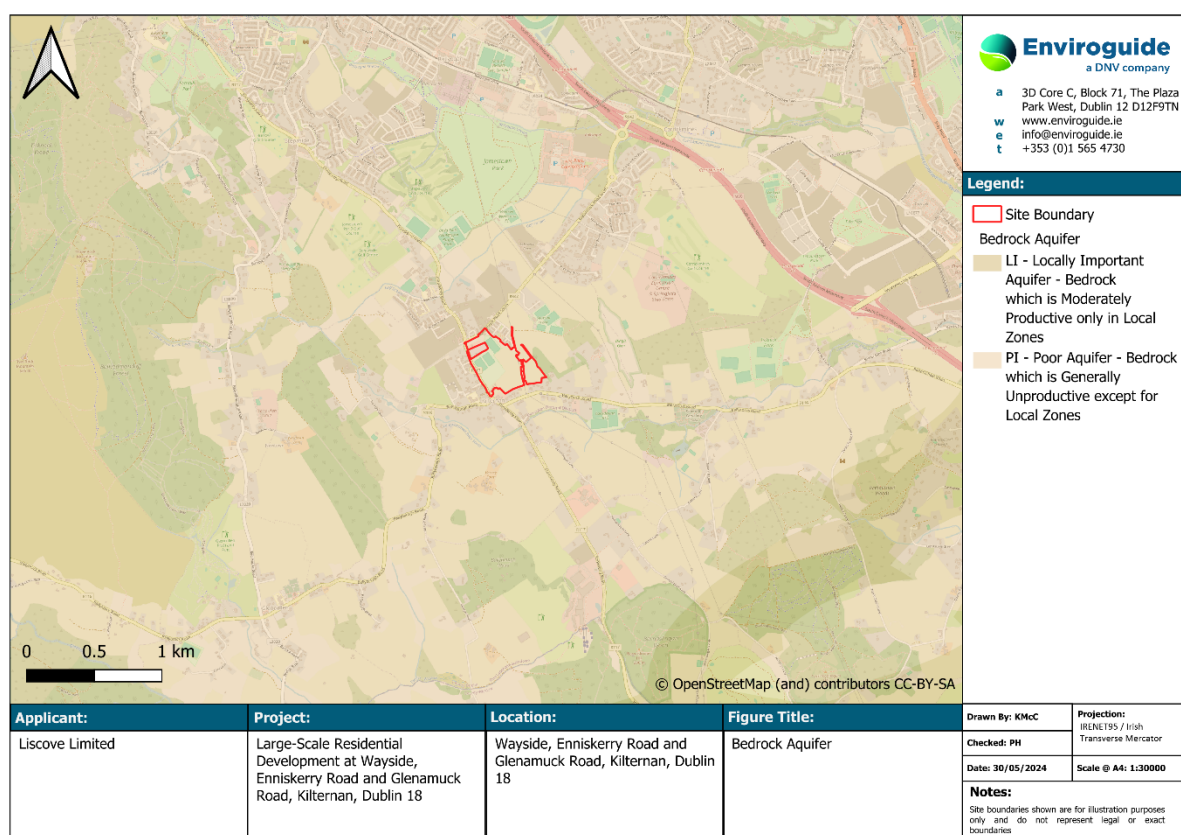 Enviroguide
a DNV company
a 3D Core C, Block 71, The Plaza
Park West, Dublin 12 D12F9TN
w www.enviroguide.ie
e info@enviroguide.ie
t +353 (0)1 565 4730
Legend:
Site Boundary
Bedrock Aquifer
LI - Locally Important
Aquifer - Bedrock
which is Moderately
Productive only in Local
Zones
PI - Poor Aquifer - Bedrock
which is Generally
Unproductive except for
Local Zones
0 0.5 1 km
© OpenStreetMap (and) contributors CC-BY-SA
Applicant:
Liscove Limited
Project:
Large-Scale Residential
Development at Wayside,
Enniskerry Road and Glenamuck
Road, Kilternan, Dublin 18
Location:
Wayside, Enniskerry Road and
Glenamuck Road, Kilternan, Dublin
18
Figure Title:
Bedrock Aquifer
Drawn By: KMcC
Checked: PH
Date: 30/05/2024
Projection:
IRENET95 / Irish
Transverse Mercator
Scale @ A4: 1:30000
Notes:
Site boundaries shown are for illustration purposes
only and do not represent legal or exact
boundaries